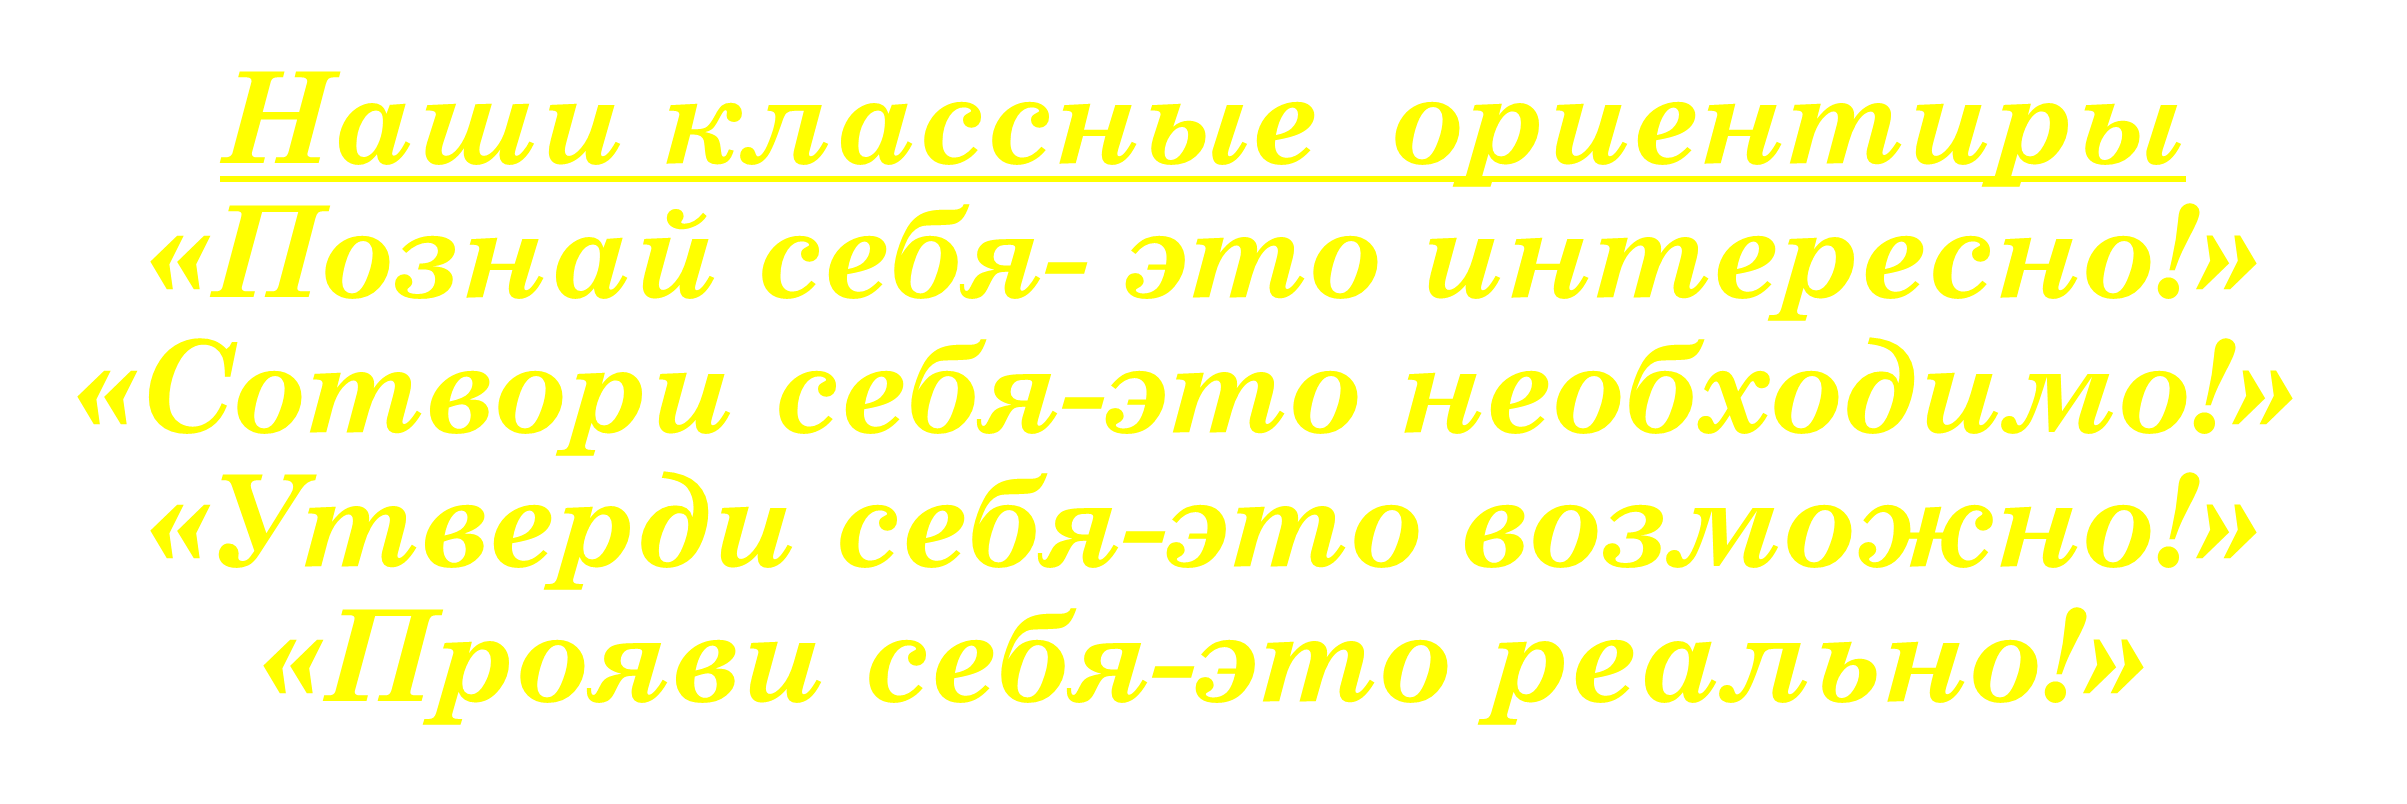 Наши классные  ориентиры
«Познай себя- это интересно!»
«Сотвори себя-это необходимо!»
«Утверди себя-это возможно!»
«Прояви себя-это реально!»